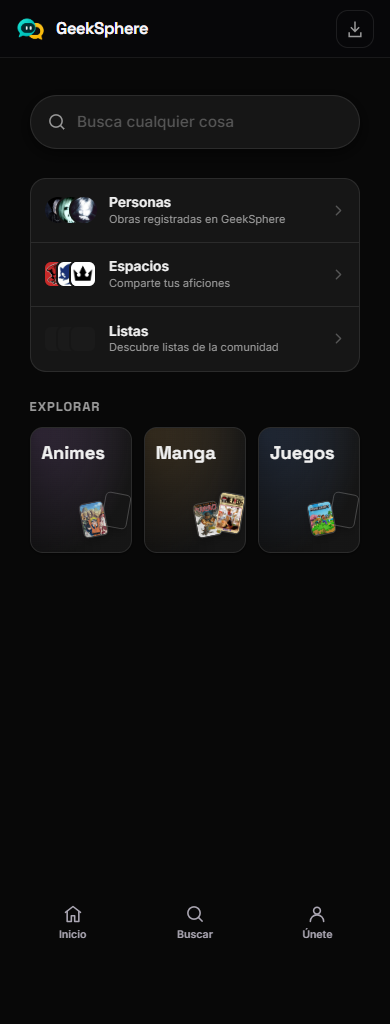 GeekSphere
Busca cualquier cosa
Personas
Obras registradas en GeekSphere
Espacios
Comparte tus aficiones
Listas
Descubre listas de la comunidad
EXPLORAR
Animes
Manga
Juegos
Inicio
Buscar
Únete